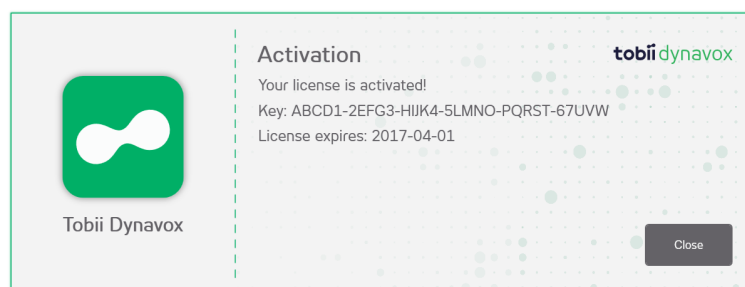 Activation
tobii dynavox
Your license is activated!
Key: ABCD1-2EFG3-HIJK4-5LMNO-PQRST-67UVW
License expires: 2017-04-01
Tobii Dynavox
Close